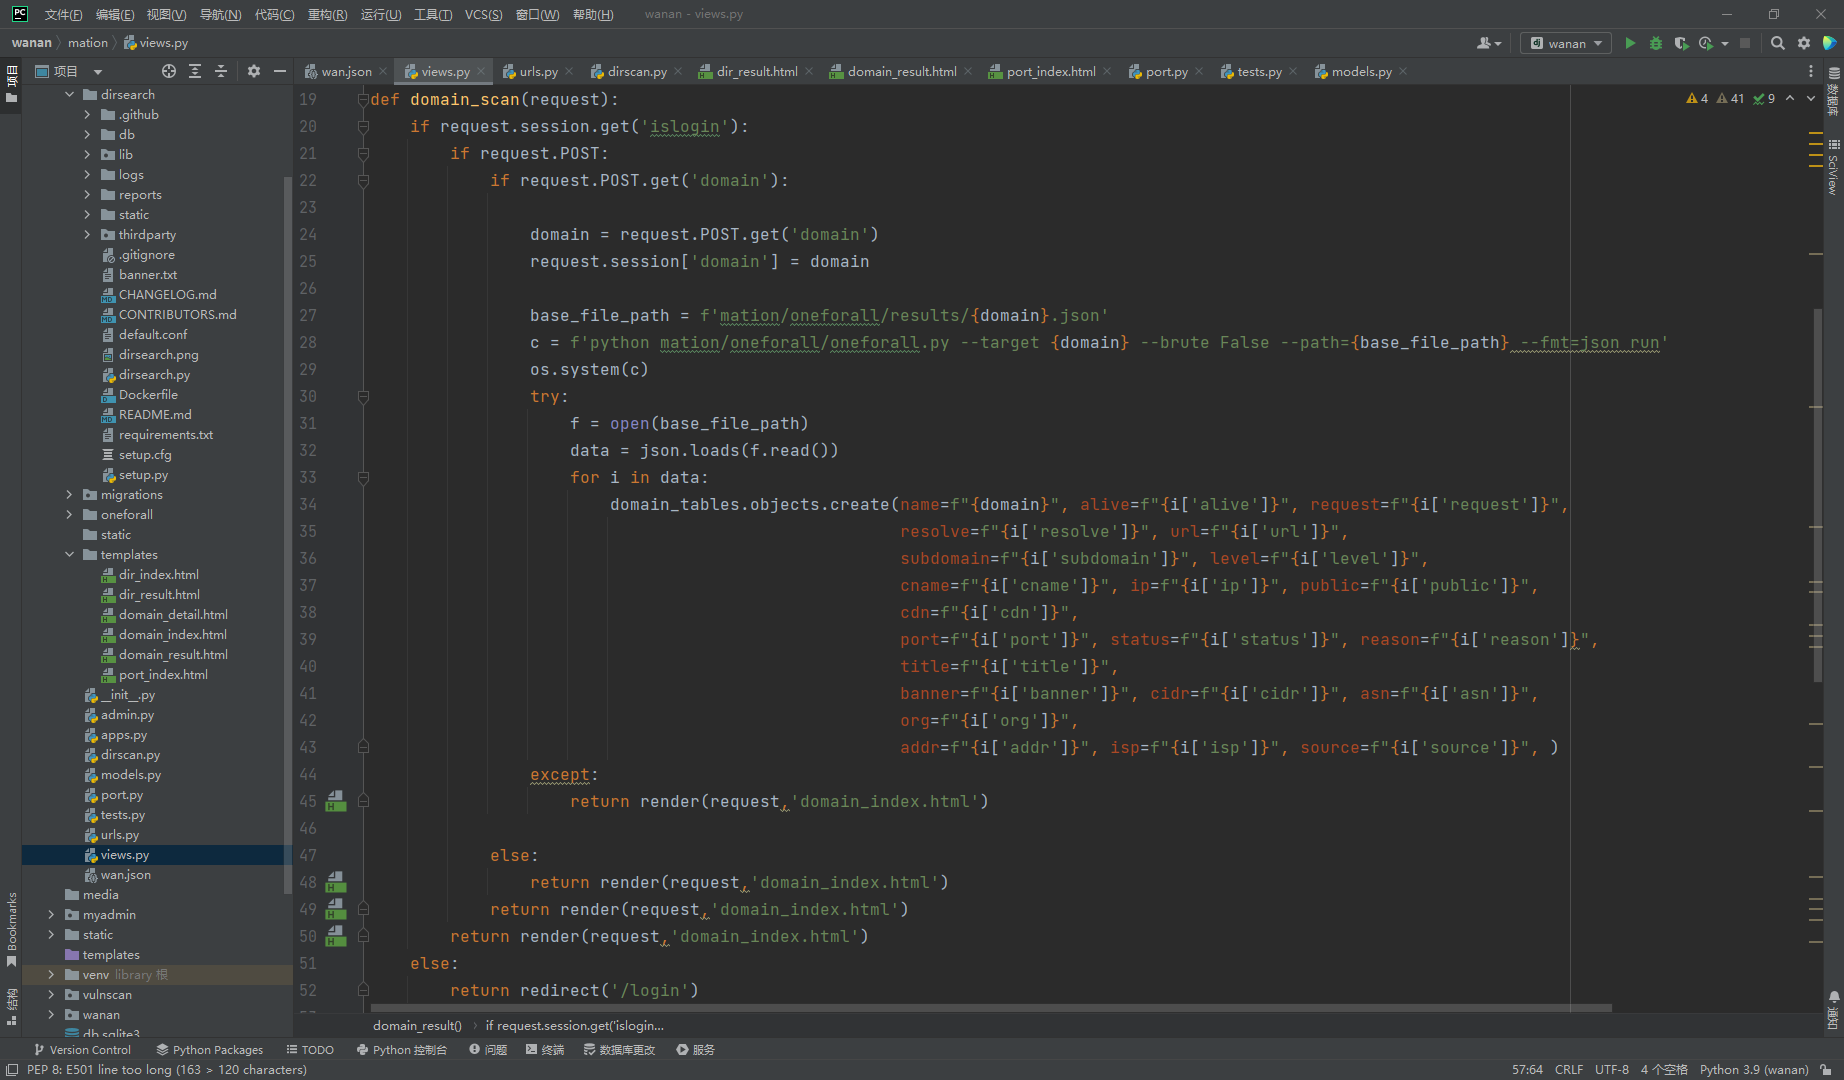 PC 文件(F) 编辑(E) 视图(V) 导航(N) 代码(C) 重构(R) 运行(U) 工具(T) VCS(S) 窗口(W) 帮助(H) wanan - views.py
wanan mation views.py wanan
项目 wan.json views.py urls.py dirscan.py dir_result.html domain_result.html port_index.html port.py tests.py models.py
项目
数据库
SciView
通知
Bookmarks
结构
dirsearch
.github
db
lib
logs
reports
static
thirdparty
.gitignore
banner.txt
CHANGELOG.md
CONTRIBUTORS.md
default.conf
dirsearch.png
dirsearch.py
Dockerfile
README.md
requirements.txt
setup.cfg
setup.py
migrations
oneforall
static
templates
dir_index.html
dir_result.html
domain_detail.html
domain_index.html
domain_result.html
port_index.html
__init__.py
admin.py
apps.py
dirscan.py
models.py
port.py
tests.py
urls.py
views.py
wan.json
media
myadmin
static
templates
venv library 根
vulnscan
wanan
db.sqlite3
4 41 9
19 def domain_scan(request):
20 if request.session.get('islogin'):
21 if request.POST:
22 if request.POST.get('domain'):
23
24 domain = request.POST.get('domain')
25 request.session['domain'] = domain
26
27 base_file_path = f'mation/oneforall/results/{domain}.json'
28 c = f'python mation/oneforall/oneforall.py --target {domain} --brute False --path={base_file_path} --fmt=json run'
29 os.system(c)
30 try:
31 f = open(base_file_path)
32 data = json.loads(f.read())
33 for i in data:
34 domain_tables.objects.create(name=f"{domain}", alive=f"{i['alive']}", request=f"{i['request']}",
35 resolve=f"{i['resolve']}", url=f"{i['url']}",
36 subdomain=f"{i['subdomain']}", level=f"{i['level']}",
37 cname=f"{i['cname']}", ip=f"{i['ip']}", public=f"{i['public']}",
38 cdn=f"{i['cdn']}",
39 port=f"{i['port']}", status=f"{i['status']}", reason=f"{i['reason']}",
40 title=f"{i['title']}",
41 banner=f"{i['banner']}", cidr=f"{i['cidr']}", asn=f"{i['asn']}",
42 org=f"{i['org']}",
43 addr=f"{i['addr']}", isp=f"{i['isp']}", source=f"{i['source']}", )
44 except:
45 return render(request,'domain_index.html')
46
47 else:
48 return render(request,'domain_index.html')
49 return render(request,'domain_index.html')
50 return render(request,'domain_index.html')
51 else:
52 return redirect('/login')
domain_result() if request.session.get('islogin...
Version Control Python Packages TODO Python 控制台 问题 终端 数据库更改 服务
PEP 8: E501 line too long (163 > 120 characters) 57:64 CRLF UTF-8 4 个空格 Python 3.9 (wanan)